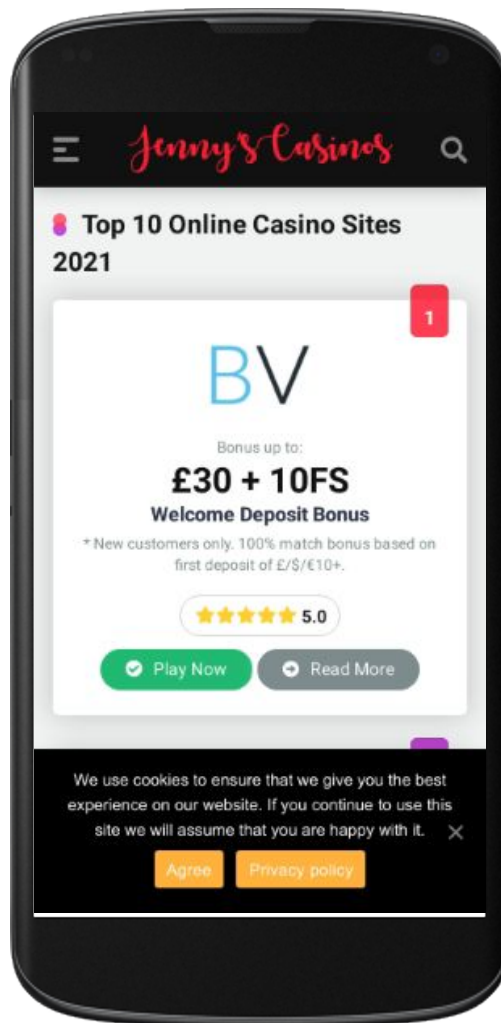 Jenny's Casinos
Top 10 Online Casino Sites
2021
1
BV
Bonus up to:
£30 + 10FS
Welcome Deposit Bonus
* New customers only. 100% match bonus based on
first deposit of £/$/€10+.
5.0
Play Now Read More
We use cookies to ensure that we give you the best
experience on our website. If you continue to use this
site we will assume that you are happy with it.
Agree Privacy policy